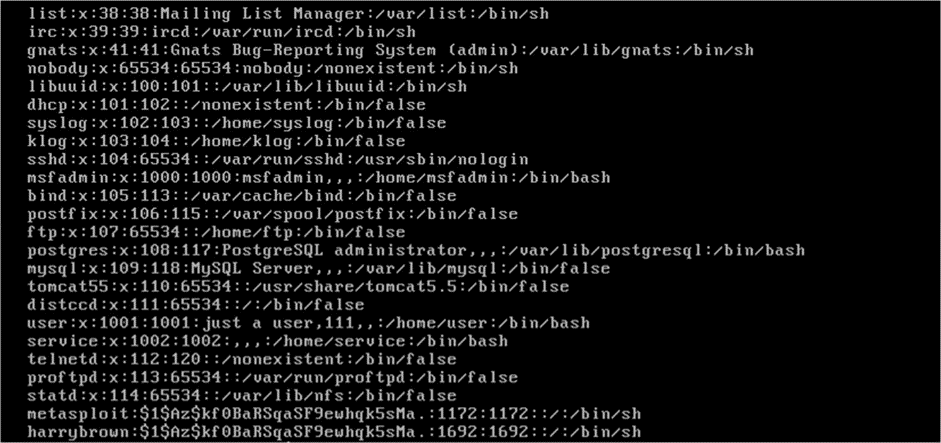 list:x:38:38:Mailing List Manager:/var/list:/bin/sh
irc:x:39:39:ircd:/var/run/ircd:/bin/sh
gnats:x:41:41:Gnats Bug-Reporting System (admin):/var/lib/gnats:/bin/sh
nobody:x:65534:65534:nobody:/nonexistent:/bin/sh
libuuid:x:100:101::/var/lib/libuuid:/bin/sh
dhcp:x:101:102::/nonexistent:/bin/false
syslog:x:102:103::/home/syslog:/bin/false
klog:x:103:104::/home/klog:/bin/false
sshd:x:104:65534::/var/run/sshd:/usr/sbin/nologin
msfadmin:x:1000:1000:msfadmin,,,:/home/msfadmin:/bin/bash
bind:x:105:113::/var/cache/bind:/bin/false
postfix:x:106:115::/var/spool/postfix:/bin/false
ftp:x:107:65534::/home/ftp:/bin/false
postgres:x:108:117:PostgreSQL administrator,,,:/var/lib/postgresql:/bin/bash
mysql:x:109:118:MySQL Server,,,:/var/lib/mysql:/bin/false
tomcat55:x:110:65534::/usr/share/tomcat5.5:/bin/false
distccd:x:111:65534::/:/bin/false
user:x:1001:1001:just a user,111,,:/home/user:/bin/bash
service:x:1002:1002:,,,:/home/service:/bin/bash
telnetd:x:112:120::/nonexistent:/bin/false
proftpd:x:113:65534::/var/run/proftpd:/bin/false
statd:x:114:65534::/var/lib/nfs:/bin/false
metasploit:$1$Az$kf0BaRSqaSF9ewhqk5sMa.:1172:1172::/:/bin/sh
harrybrown:$1$Az$kf0BaRSqaSF9ewhqk5sMa.:1692:1692::/:/bin/sh